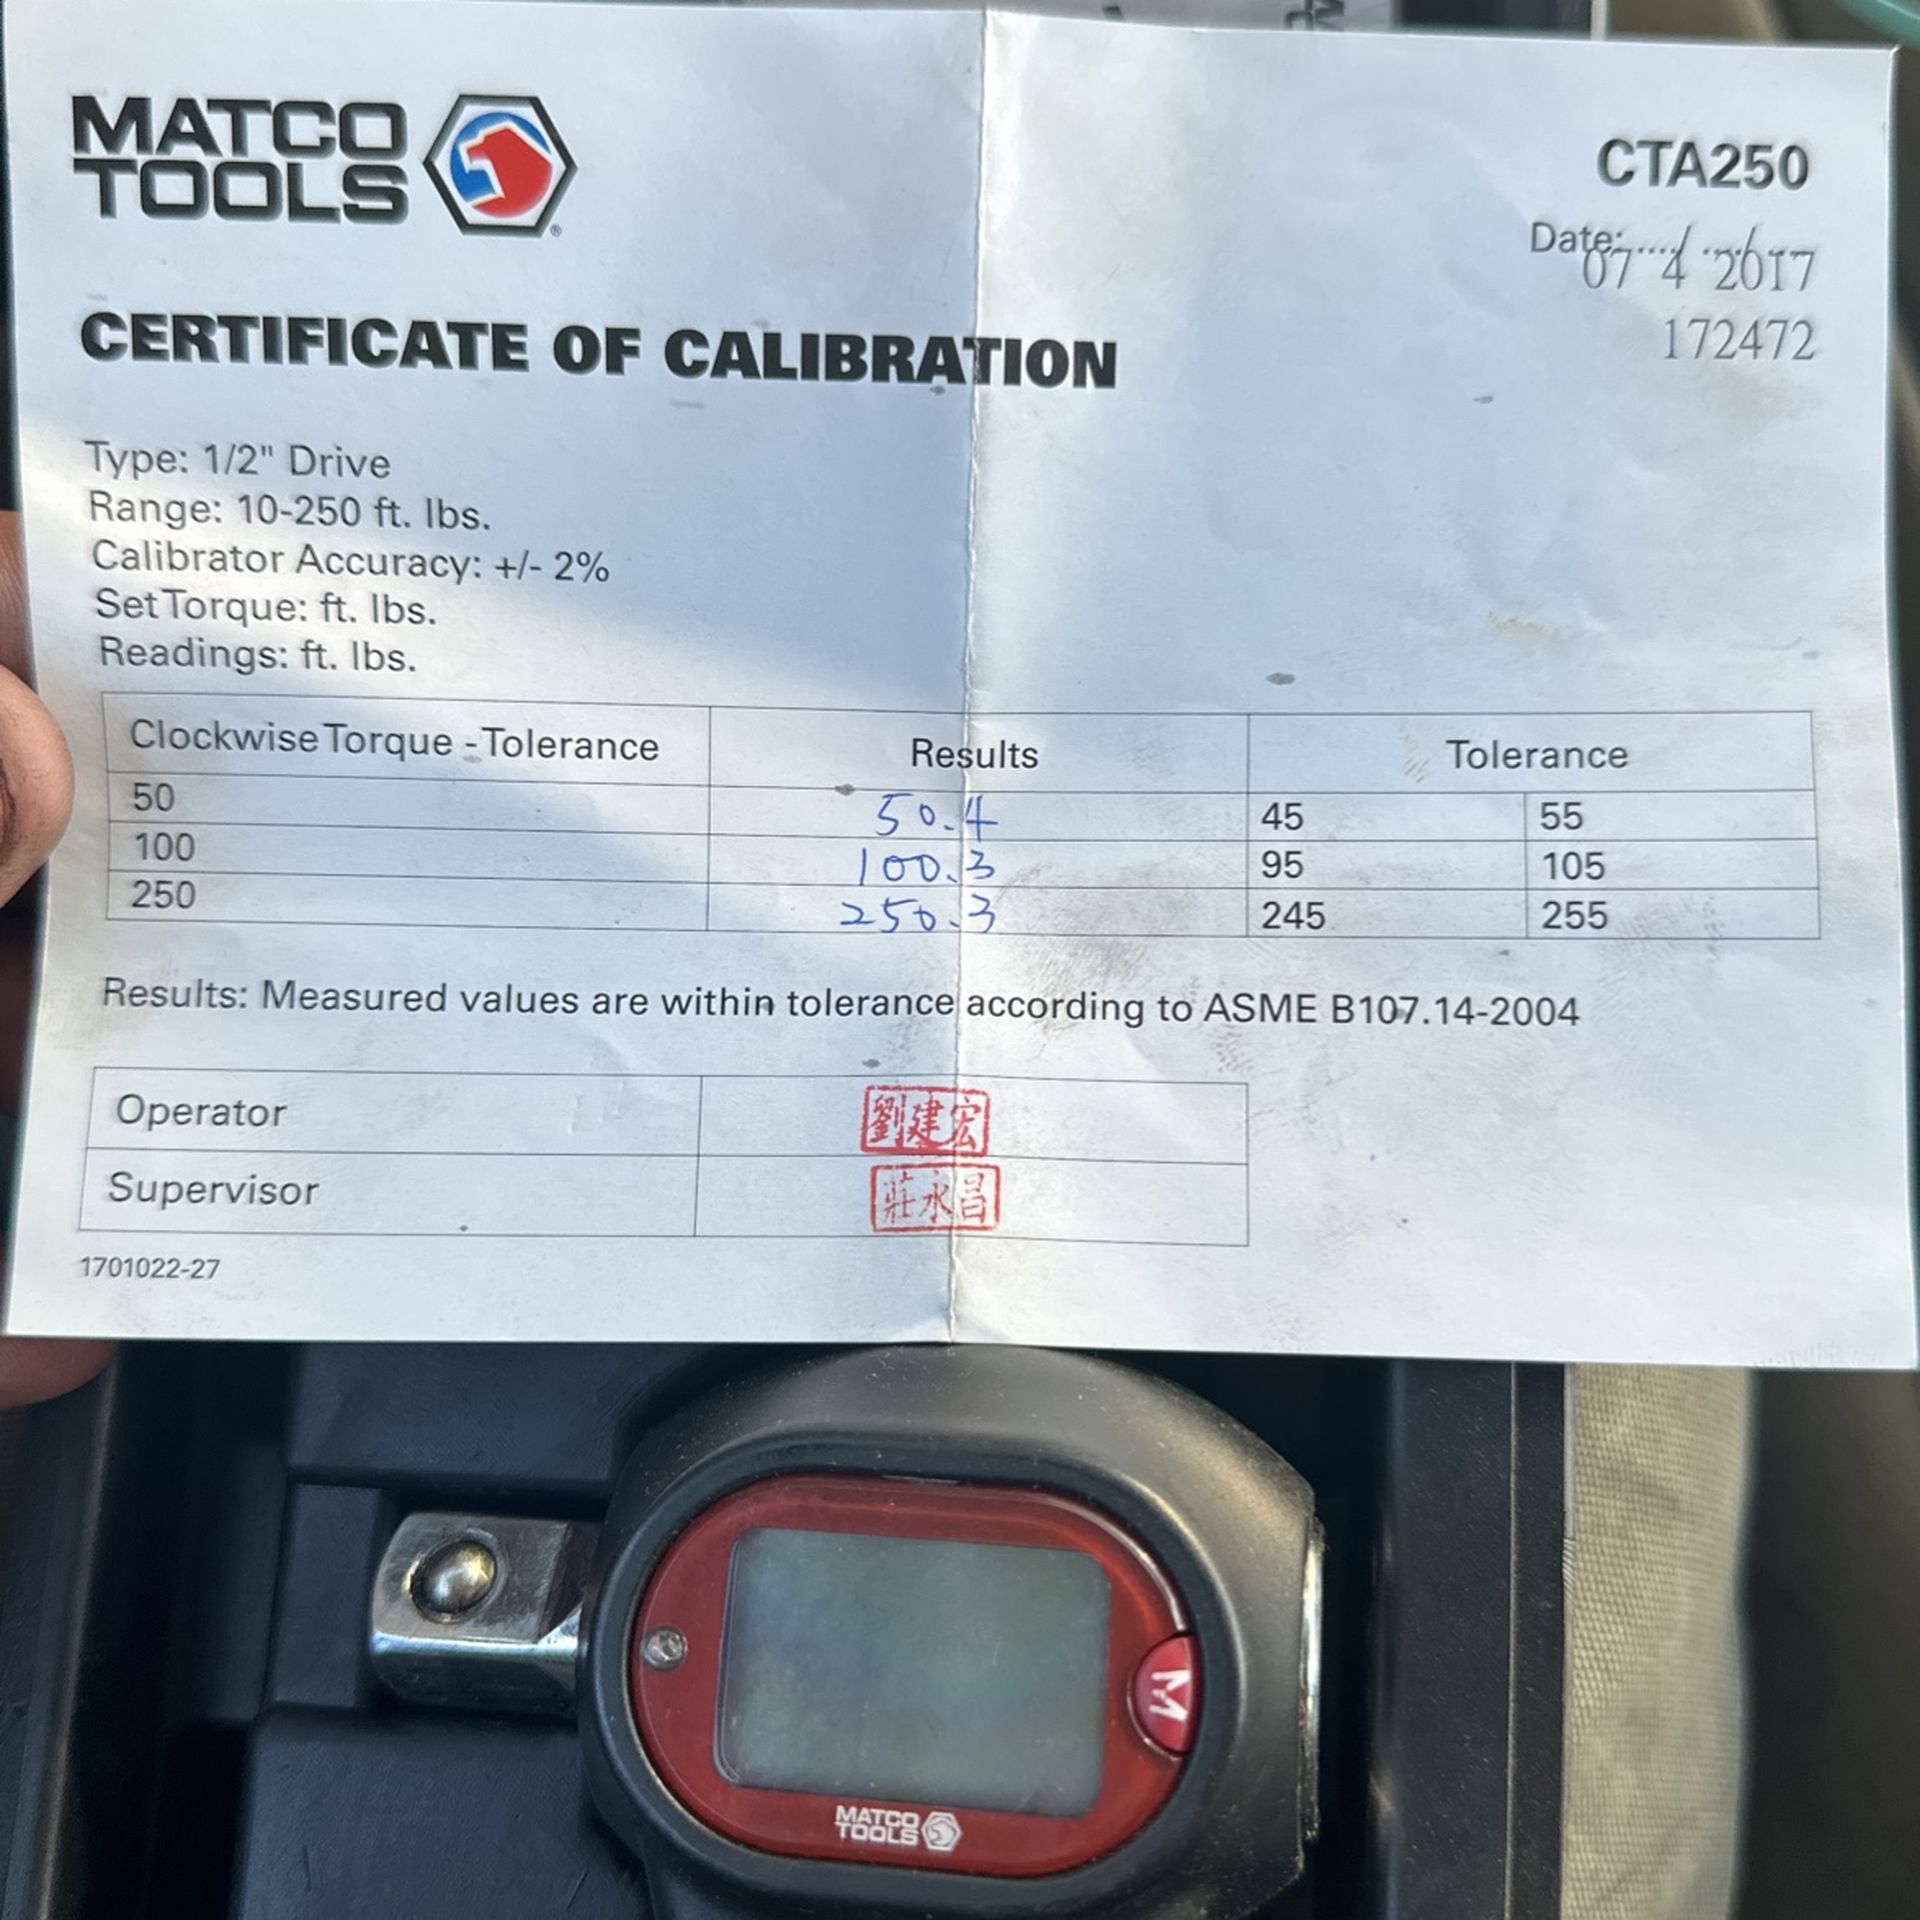 MATCO
TOOLS
®
CTA250
Date:..../......
07 4 2017
172472
CERTIFICATE OF CALIBRATION
Type: 1/2" Drive
Range: 10-250 ft. lbs.
Calibrator Accuracy: +/- 2%
Set Torque: ft. lbs.
Readings: ft. lbs.
Clockwise Torque - Tolerance Results Tolerance
50 50.4 45 55
100 100.3 95 105
250 250.3 245 255
Results: Measured values are within tolerance according to ASME B107.14-2004
Operator 劉建宏
Supervisor 莊永昌
1701022-27
M
MATCO
TOOLS